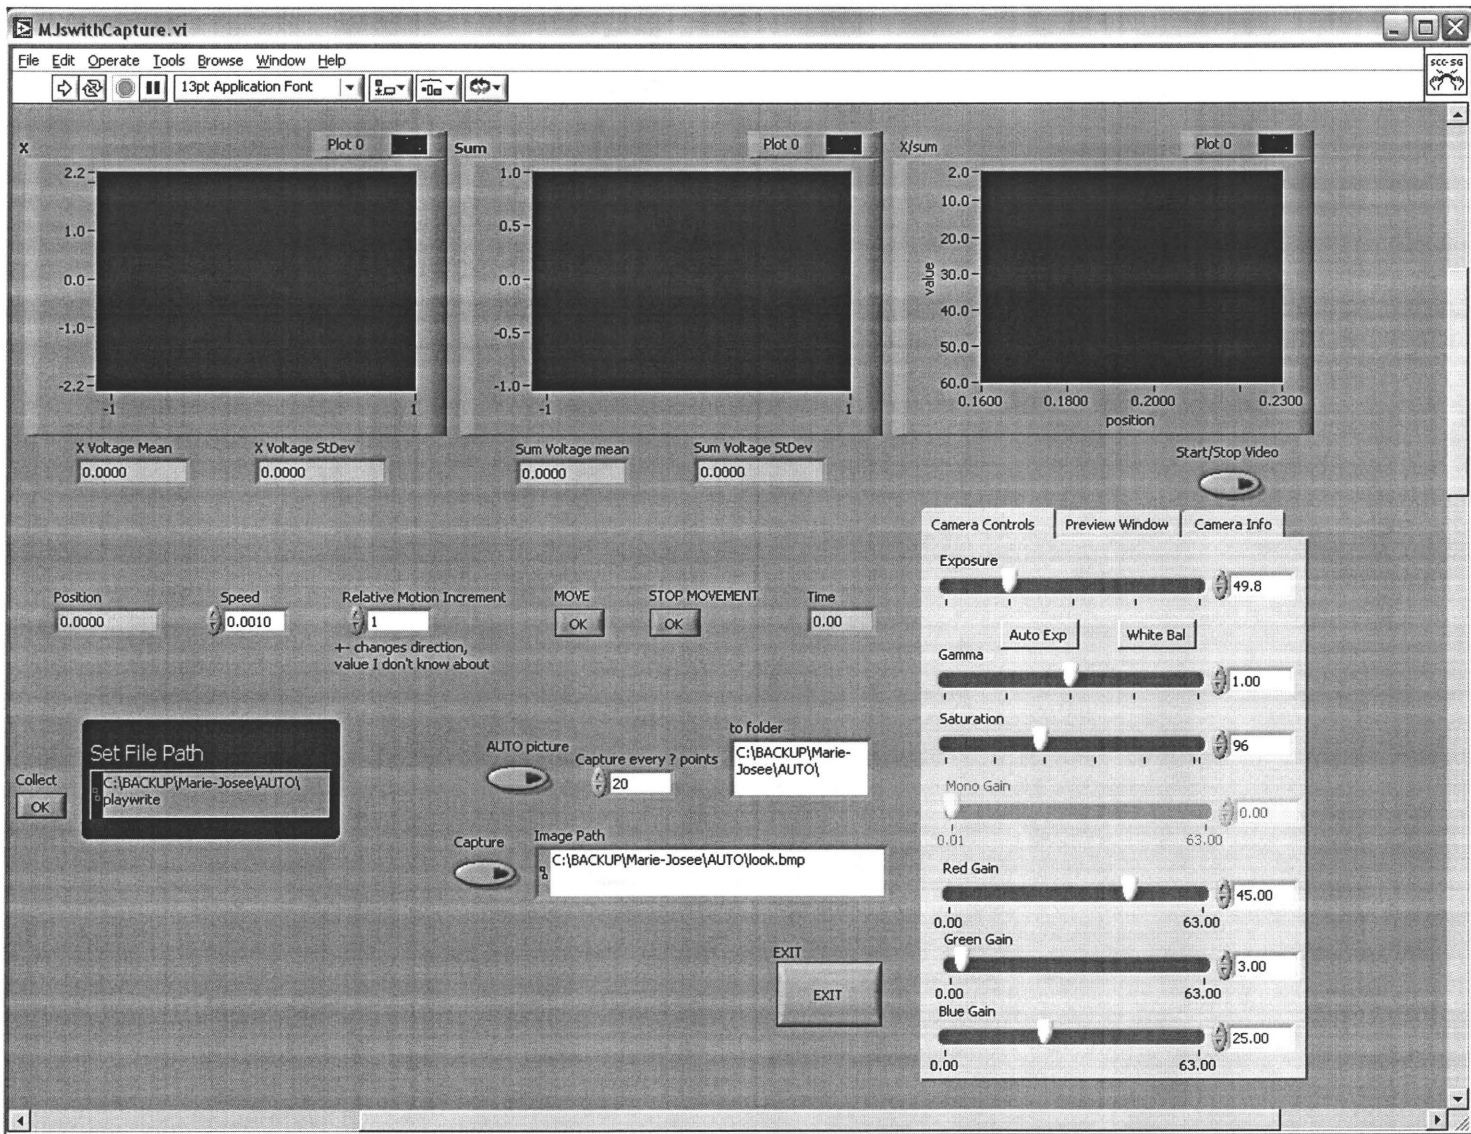 MJswithCapture.vi
File Edit Operate Tools Browse Window Help
13pt Application Font
SCC-SG
X
Plot 0
2.2
1.0
0.0
-1.0
-2.2
-1
1
Sum
Plot 0
1.0
0.5
0.0
-0.5
-1.0
-1
1
X/sum
Plot 0
2.0
10.0
20.0
30.0
40.0
50.0
60.0
value
0.1600 0.1800 0.2000 0.2300
position
X Voltage Mean
0.0000
X Voltage StDev
0.0000
Sum Voltage mean
0.0000
Sum Voltage StDev
0.0000
Start/Stop Video
Position
0.0000
Speed
0.0010
Relative Motion Increment
1
+- changes direction,
value I don't know about
MOVE
OK
STOP MOVEMENT
OK
Time
0.00
Collect
OK
Set File Path
C:\BACKUP\Marie-Josee\AUTO\
playwrite
AUTO picture
Capture every ? points
20
to folder
C:\BACKUP\Marie-
Josee\AUTO\
Capture
Image Path
C:\BACKUP\Marie-Josee\AUTO\look.bmp
EXIT
EXIT
Camera Controls Preview Window Camera Info
Exposure
49.8
Auto Exp White Bal
Gamma
1.00
Saturation
96
Mono Gain
0.00
0.01 63.00
Red Gain
45.00
0.00 63.00
Green Gain
3.00
0.00 63.00
Blue Gain
25.00
0.00 63.00